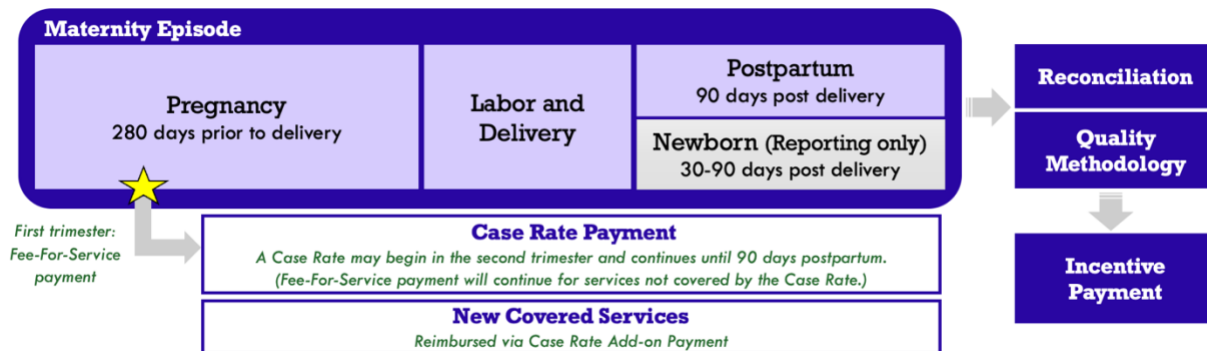 Maternity Episode
Pregnancy
280 days prior to delivery
Labor and
Delivery
Postpartum
90 days post delivery
Newborn (Reporting only)
30-90 days post delivery
Reconciliation
Quality
Methodology
Incentive
Payment
First trimester:
Fee-For-Service
payment
Case Rate Payment
A Case Rate may begin in the second trimester and continues until 90 days postpartum.
(Fee-For-Service payment will continue for services not covered by the Case Rate.)
New Covered Services
Reimbursed via Case Rate Add-on Payment